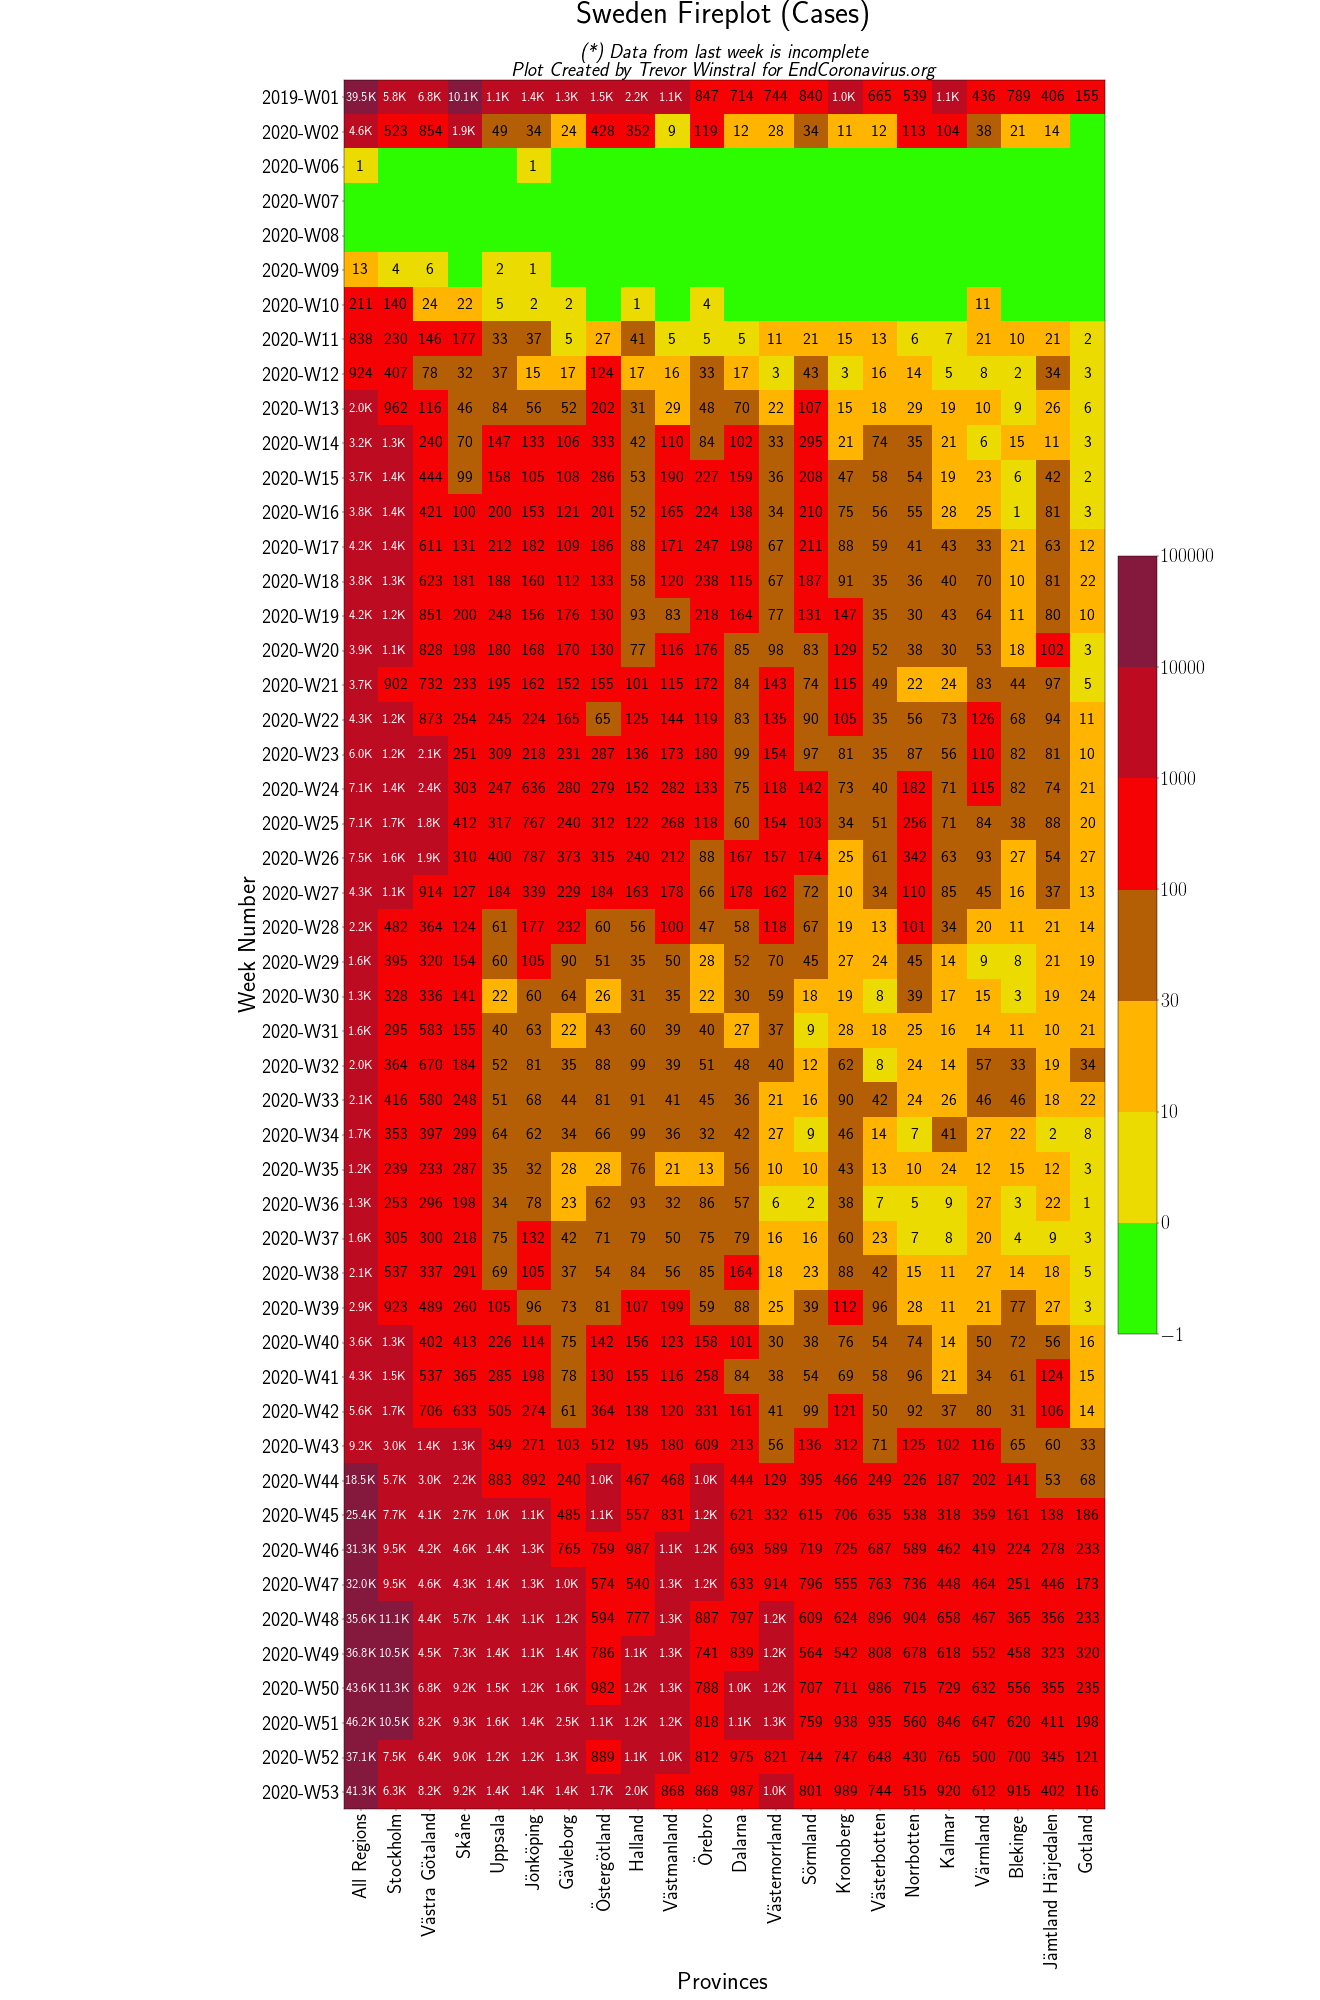 Sweden Fireplot (Cases)
(*) Data from last week is incomplete
Plot Created by Trevor Winstral for EndCoronavirus.org
2019-W01 39.5K 5.8K 6.8K 10.1K 1.1K 1.4K 1.3K 1.5K 2.2K 1.1K 847 714 744 840 1.0K 665 539 1.1K 436 789 406 155
2020-W02 4.6K 523 854 1.9K 49 34 24 428 352 9 119 12 28 34 11 12 113 104 38 21 14
2020-W06 1 1
2020-W07
2020-W08
2020-W09 13 4 6 2 1
2020-W10 211 140 24 22 5 2 2 1 4 11
2020-W11 838 230 146 177 33 37 5 27 41 5 5 5 11 21 15 13 6 7 21 10 21 2
2020-W12 924 407 78 32 37 15 17 124 17 16 33 17 3 43 3 16 14 5 8 2 34 3
2020-W13 2.0K 962 116 46 84 56 52 202 31 29 48 70 22 107 15 18 29 19 10 9 26 6
2020-W14 3.2K 1.3K 240 70 147 133 106 333 42 110 84 102 33 295 21 74 35 21 6 15 11 3
2020-W15 3.7K 1.4K 444 99 158 105 108 286 53 190 227 159 36 208 47 58 54 19 23 6 42 2
2020-W16 3.8K 1.4K 421 100 200 153 121 201 52 165 224 138 34 210 75 56 55 28 25 1 81 3
2020-W17 4.2K 1.4K 611 131 212 182 109 186 88 171 247 198 67 211 88 59 41 43 33 21 63 12
2020-W18 3.8K 1.3K 623 181 188 160 112 133 58 120 238 115 67 187 91 35 36 40 70 10 81 22
2020-W19 4.2K 1.2K 851 200 248 156 176 130 93 83 218 164 77 131 147 35 30 43 64 11 80 10
2020-W20 3.9K 1.1K 828 198 180 168 170 130 77 116 176 85 98 83 129 52 38 30 53 18 102 3
2020-W21 3.7K 902 732 233 195 162 152 155 101 115 172 84 143 74 115 49 22 24 83 44 97 5
2020-W22 4.3K 1.2K 873 254 245 224 165 65 125 144 119 83 135 90 105 35 56 73 126 68 94 11
2020-W23 6.0K 1.2K 2.1K 251 309 218 231 287 136 173 180 99 154 97 81 35 87 56 110 82 81 10
2020-W24 7.1K 1.4K 2.4K 303 247 636 280 279 152 282 133 75 118 142 73 40 182 71 115 82 74 21
2020-W25 7.1K 1.7K 1.8K 412 317 767 240 312 122 268 118 60 154 103 34 51 256 71 84 38 88 20
2020-W26 7.5K 1.6K 1.9K 310 400 787 373 315 240 212 88 167 157 174 25 61 342 63 93 27 54 27
2020-W27 4.3K 1.1K 914 127 184 339 229 184 163 178 66 178 162 72 10 34 110 85 45 16 37 13
2020-W28 2.2K 482 364 124 61 177 232 60 56 100 47 58 118 67 19 13 101 34 20 11 21 14
2020-W29 1.6K 395 320 154 60 105 90 51 35 50 28 52 70 45 27 24 45 14 9 8 21 19
2020-W30 1.3K 328 336 141 22 60 64 26 31 35 22 30 59 18 19 8 39 17 15 3 19 24
2020-W31 1.6K 295 583 155 40 63 22 43 60 39 40 27 37 9 28 18 25 16 14 11 10 21
2020-W32 2.0K 364 670 184 52 81 35 88 99 39 51 48 40 12 62 8 24 14 57 33 19 34
2020-W33 2.1K 416 580 248 51 68 44 81 91 41 45 36 21 16 90 42 24 26 46 46 18 22
2020-W34 1.7K 353 397 299 64 62 34 66 99 36 32 42 27 9 46 14 7 41 27 22 2 8
2020-W35 1.2K 239 233 287 35 32 28 28 76 21 13 56 10 10 43 13 10 24 12 15 12 3
2020-W36 1.3K 253 296 198 34 78 23 62 93 32 86 57 6 2 38 7 5 9 27 3 22 1
2020-W37 1.6K 305 300 218 75 132 42 71 79 50 75 79 16 16 60 23 7 8 20 4 9 3
2020-W38 2.1K 537 337 291 69 105 37 54 84 56 85 164 18 23 88 42 15 11 27 14 18 5
2020-W39 2.9K 923 489 260 105 96 73 81 107 199 59 88 25 39 112 96 28 11 21 77 27 3
2020-W40 3.6K 1.3K 402 413 226 114 75 142 156 123 158 101 30 38 76 54 74 14 50 72 56 16
2020-W41 4.3K 1.5K 537 365 285 198 78 130 155 116 258 84 38 54 69 58 96 21 34 61 124 15
2020-W42 5.6K 1.7K 706 633 505 274 61 364 138 120 331 161 41 99 121 50 92 37 80 31 106 14
2020-W43 9.2K 3.0K 1.4K 1.3K 349 271 103 512 195 180 609 213 56 136 312 71 125 102 116 65 60 33
2020-W44 18.5K 5.7K 3.0K 2.2K 883 892 240 1.0K 467 468 1.0K 444 129 395 466 249 226 187 202 141 53 68
2020-W45 25.4K 7.7K 4.1K 2.7K 1.0K 1.1K 485 1.1K 557 831 1.2K 621 332 615 706 635 538 318 359 161 138 186
2020-W46 31.3K 9.5K 4.2K 4.6K 1.4K 1.3K 765 759 987 1.1K 1.2K 693 589 719 725 687 589 462 419 224 278 233
2020-W47 32.0K 9.5K 4.6K 4.3K 1.4K 1.3K 1.0K 574 540 1.3K 1.2K 633 914 796 555 763 736 448 464 251 446 173
2020-W48 35.6K 11.1K 4.4K 5.7K 1.4K 1.1K 1.2K 594 777 1.3K 887 797 1.2K 609 624 896 904 658 467 365 356 233
2020-W49 36.8K 10.5K 4.5K 7.3K 1.4K 1.1K 1.4K 786 1.1K 1.3K 741 839 1.2K 564 542 808 678 618 552 458 323 320
2020-W50 43.6K 11.3K 6.8K 9.2K 1.5K 1.2K 1.6K 982 1.2K 1.3K 788 1.0K 1.2K 707 711 986 715 729 632 556 355 235
2020-W51 46.2K 10.5K 8.2K 9.3K 1.6K 1.4K 2.5K 1.1K 1.2K 1.2K 818 1.1K 1.3K 759 938 935 560 846 647 620 411 198
2020-W52 37.1K 7.5K 6.4K 9.0K 1.2K 1.2K 1.3K 889 1.1K 1.0K 812 975 821 744 747 648 430 765 500 700 345 121
2020-W53 41.3K 6.3K 8.2K 9.2K 1.4K 1.4K 1.4K 1.7K 2.0K 868 868 987 1.0K 801 989 744 515 920 612 915 402 116
Week Number
All Regions
Stockholm
Västra Götaland
Skåne
Uppsala
Jönköping
Gävleborg
Östergötland
Halland
Västmanland
Örebro
Dalarna
Västernorrland
Sörmland
Kronoberg
Västerbotten
Norrbotten
Kalmar
Värmland
Blekinge
Jämtland Härjedalen
Gotland
Provinces
100000
10000
1000
100
30
10
0
−1